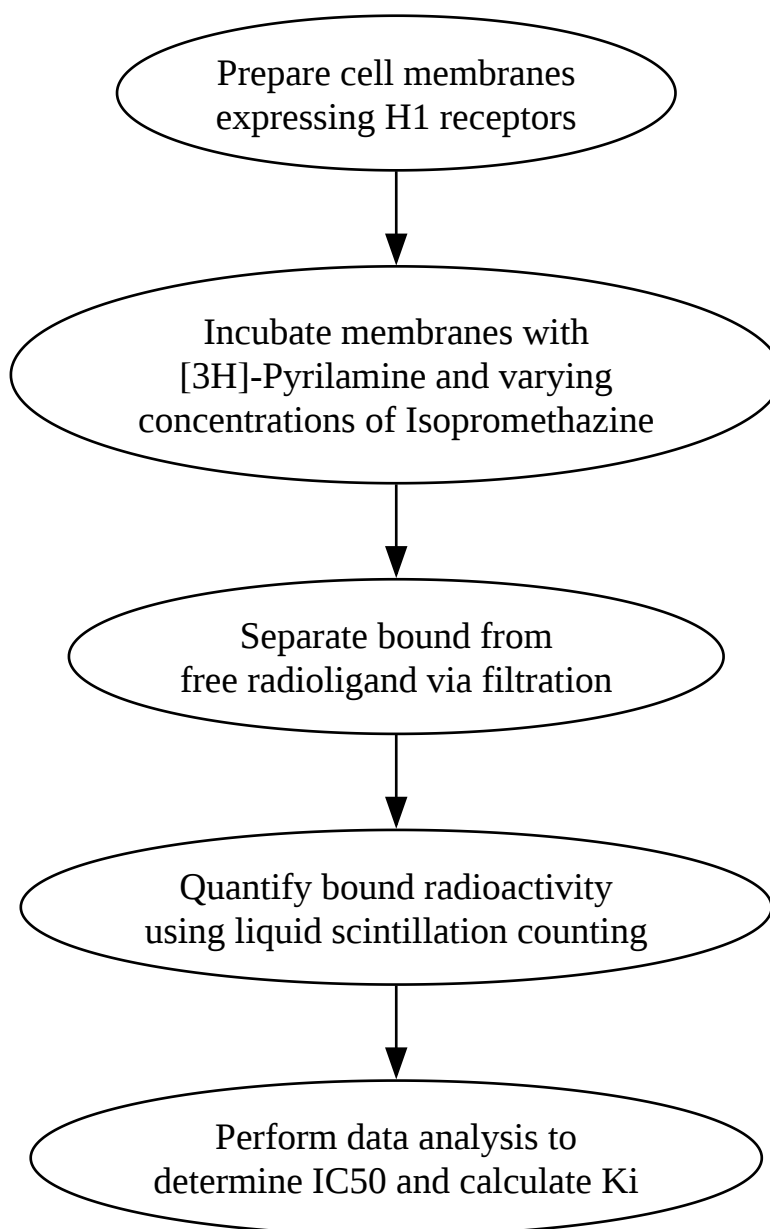 Prepare cell membranes
expressing H1 receptors
Incubate membranes with
[3H]-Pyrilamine and varying
concentrations of Isopromethazine
Separate bound from
free radioligand via filtration
Quantify bound radioactivity
using liquid scintillation counting
Perform data analysis to
determine IC50 and calculate Ki